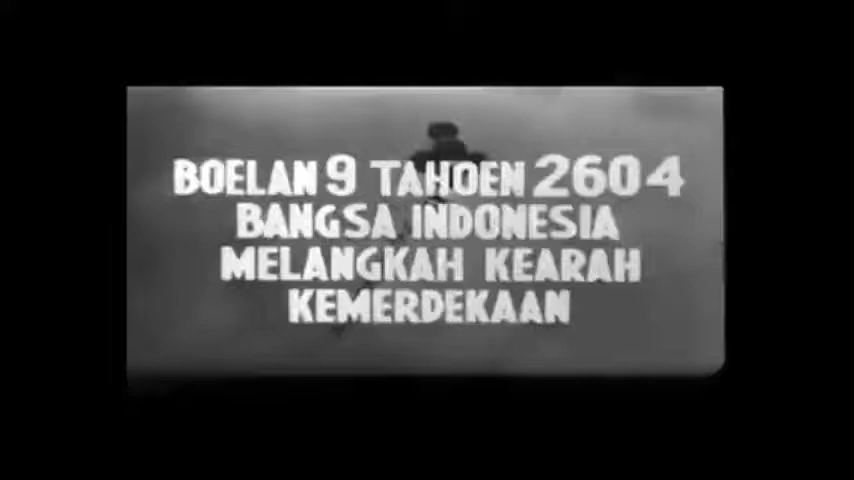 BOELAN 9 TAHOEN 2604
BANGSA INDONESIA
MELANGKAH KEARAH
KEMERDEKAAN